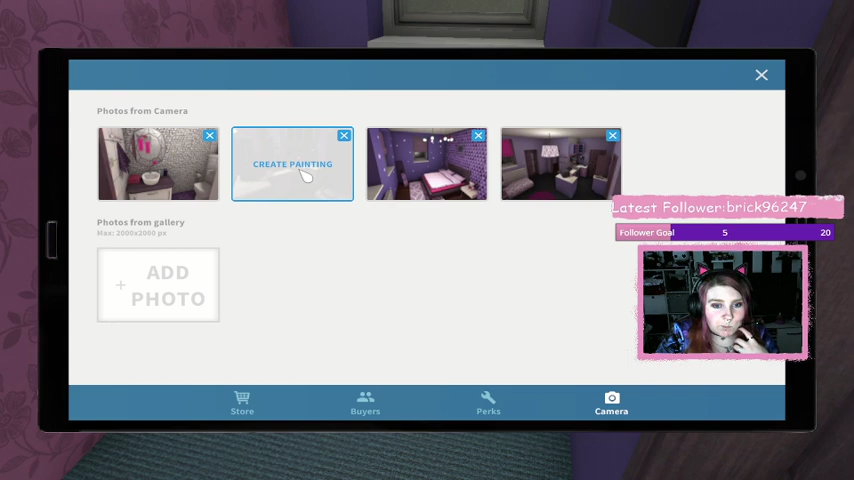 Photos from Camera
CREATE PAINTING
Latest Follower:brick96247
Photos from gallery
Max: 2000x2000 px
Follower Goal 5 20
+ ADD
PHOTO
Store Buyers Perks Camera